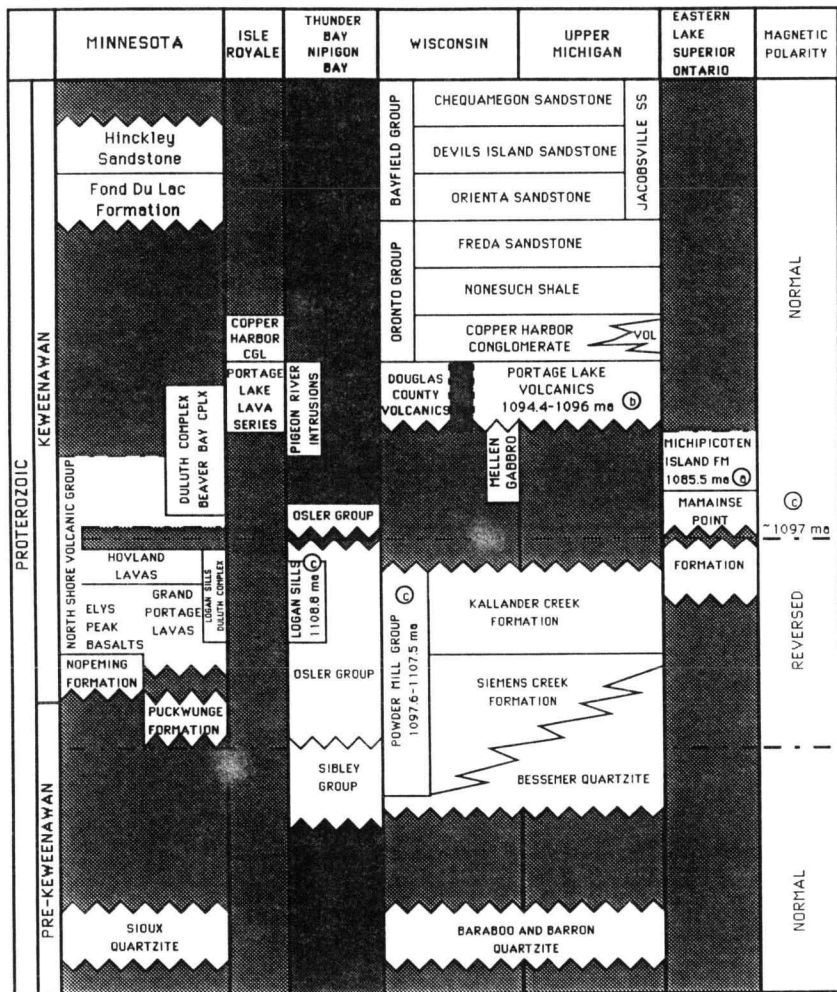 MINNESOTA
ISLE
ROYALE
THUNDER
BAY
NIPIGON
BAY
WISCONSIN
UPPER
MICHIGAN
EASTERN
LAKE
SUPERIOR
ONTARIO
MAGNETIC
POLARITY
PROTEROZOIC
KEWEENAWAN
PRE-KEWEENAWAN
Hinckley
Sandstone
Fond Du Lac
Formation
DULUTH COMPLEX
BEAVER BAY CPLX
NORTH SHORE VOLCANIC GROUP
HOVLAND
LAVAS
ELYS
PEAK
BASALTS
GRAND
PORTAGE
LAVAS
LOGAN SILLS
DULUTH COMPLEX
NOPEMING
FORMATION
PUCKWUNGE
FORMATION
SIOUX
QUARTZITE
COPPER
HARBOR
CGL
PORTAGE
LAKE
LAVA
SERIES
PIGEON RIVER
INTRUSIONS
OSLER GROUP
LOGAN SILLS
1108.8 ma
c
OSLER GROUP
SIBLEY
GROUP
BAYFIELD GROUP
CHEQUAMEGON SANDSTONE
DEVILS ISLAND SANDSTONE
ORIENTA SANDSTONE
JACOBSVILLE SS
ORONTO GROUP
FREDA SANDSTONE
NONESUCH SHALE
COPPER HARBOR
CONGLOMERATE
VOL
DOUGLAS
COUNTY
VOLCANICS
PORTAGE LAKE
VOLCANICS
1094.4-1096 ma b
MELLEN
GABBRO
POWDER MILL GROUP
1097.6-1107.5 ma
c
KALLANDER CREEK
FORMATION
SIEMENS CREEK
FORMATION
BESSEMER QUARTZITE
BARABOO AND BARRON
QUARTZITE
MICHIPICOTEN
ISLAND FM
1085.5 ma a
MAMAINSE
POINT
FORMATION
NORMAL
c
~1097 ma
REVERSED
NORMAL